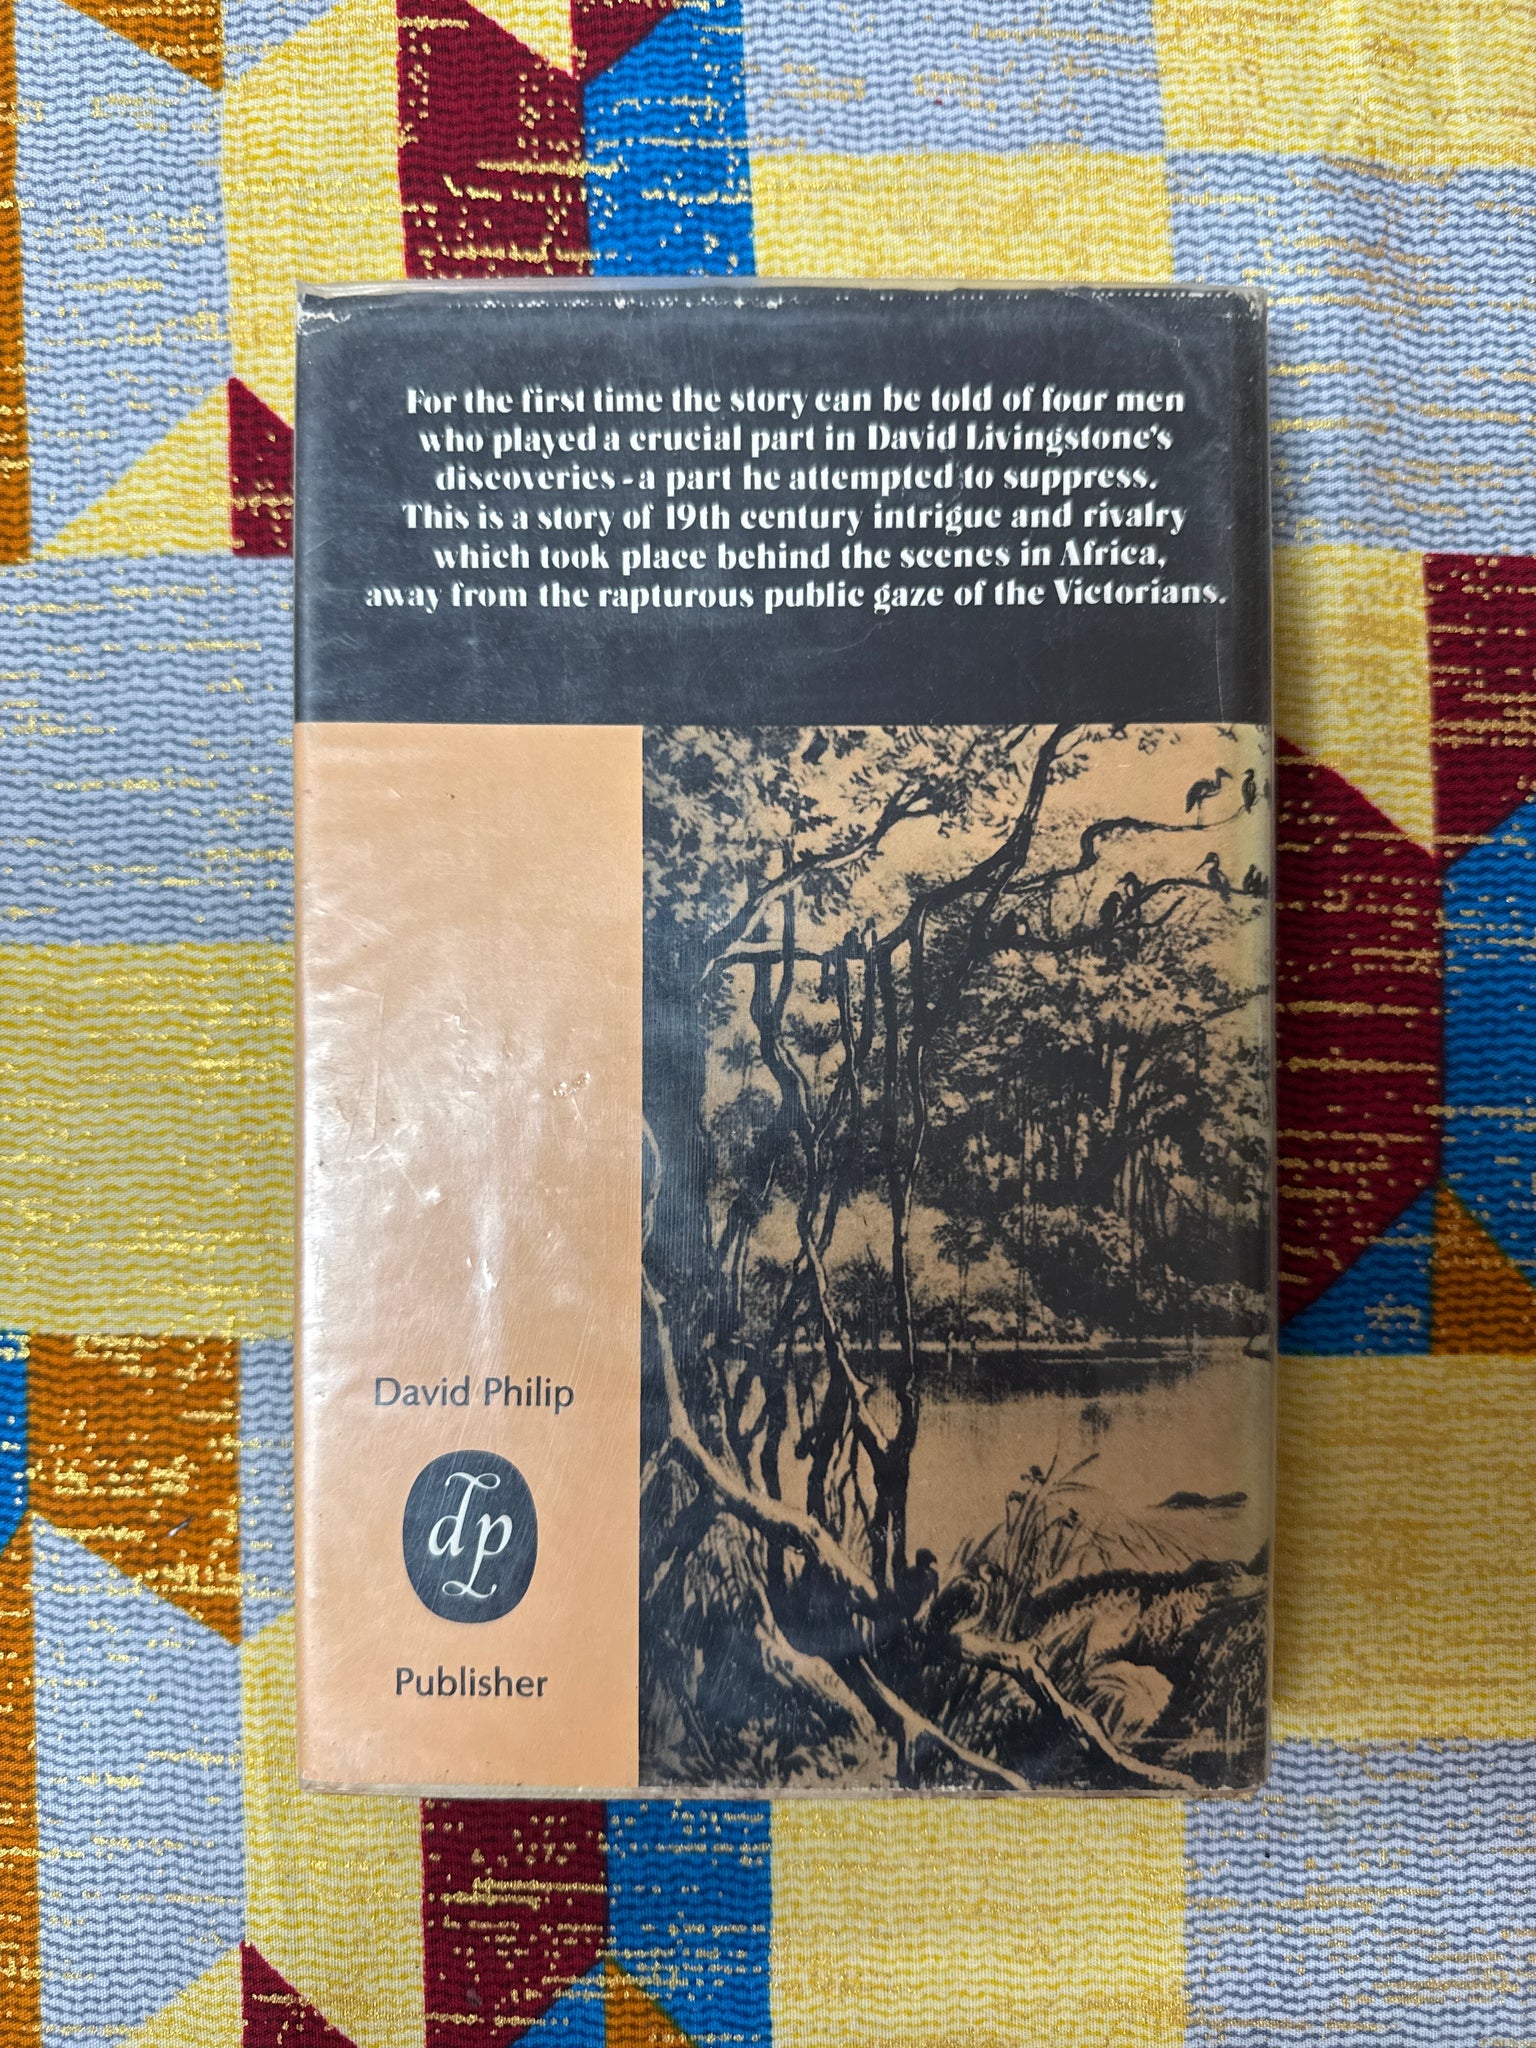 For the first time the story can be told of four men
who played a crucial part in David Livingstone's
discoveries - a part he attempted to suppress.
This is a story of 19th century intrigue and rivalry
which took place behind the scenes in Africa,
away from the rapturous public gaze of the Victorians.
David Philip
dp
Publisher